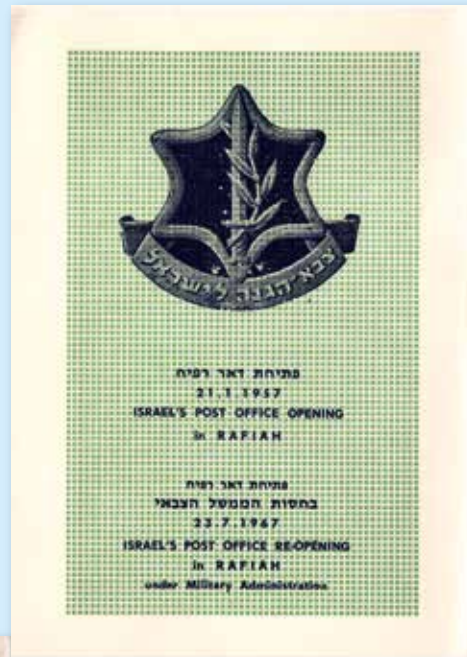 צבא הגנה לישראל
פתיחת דאר רפיח
21.1.1957
ISRAEL'S POST OFFICE OPENING
in RAFIAH
פתיחת דאר רפיח
בחסות הממשל הצבאי
23.7.1967
ISRAEL'S POST OFFICE RE-OPENING
in RAFIAH
under Military Administration